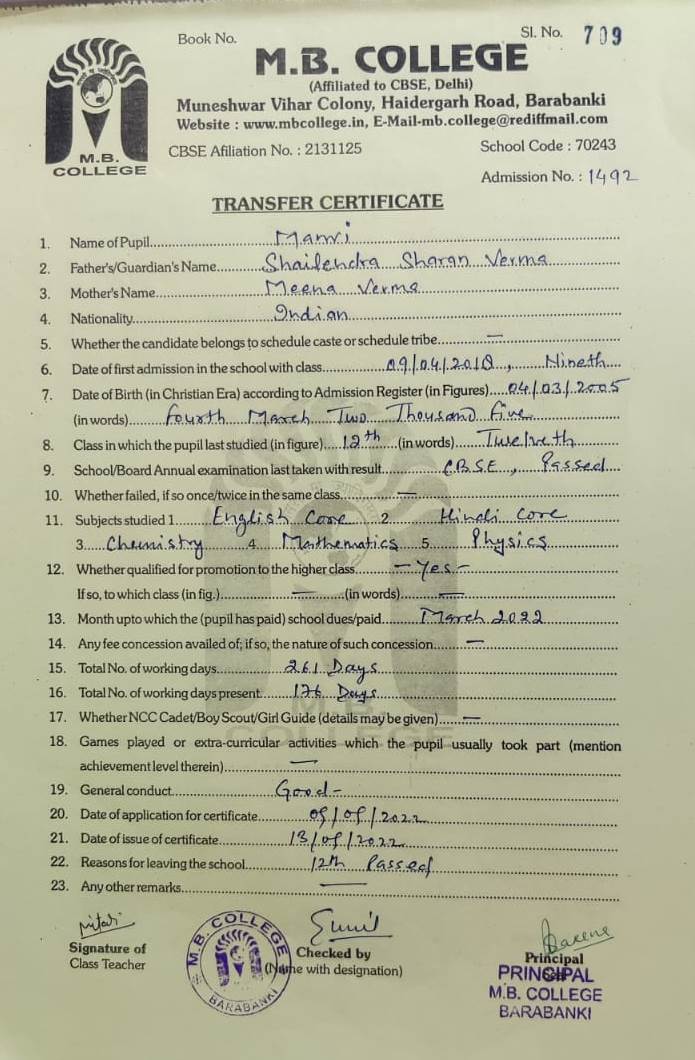 Book No.
Sl. No. 709
M.B. COLLEGE
(Affiliated to CBSE, Delhi)
Muneshwar Vihar Colony, Haidergarh Road, Barabanki
Website : www.mbcollege.in, E-Mail-mb.college@rediffmail.com
CBSE Afiliation No. : 2131125
School Code : 70243
M.B.
COLLEGE
Admission No. : 1492
TRANSFER CERTIFICATE
1. Name of Pupil Manvi
2. Father's/Guardian's Name Shailendra Sharan Verma
3. Mother's Name Meena Verma
4. Nationality Indian
5. Whether the candidate belongs to schedule caste or schedule tribe —
6. Date of first admission in the school with class 09/04/2018, Nineth
7. Date of Birth (in Christian Era) according to Admission Register (in Figures) 04/03/2005
(in words) Fourth March Two Thousand Five
8. Class in which the pupil last studied (in figure) 12th (in words) Twelveth
9. School/Board Annual examination last taken with result CBSE, Passed
10. Whether failed, if so once/twice in the same class —
11. Subjects studied 1 English Core 2 Hindi Core
3 Chemistry 4 Mathematics 5 Physics
12. Whether qualified for promotion to the higher class - Yes -
If so, to which class (in fig.) — (in words) —
13. Month upto which the (pupil has paid) school dues/paid March 2022
14. Any fee concession availed of; if so, the nature of such concession —
15. Total No. of working days 261 Days
16. Total No. of working days present 176 Days
17. Whether NCC Cadet/Boy Scout/Girl Guide (details may be given) —
18. Games played or extra-curricular activities which the pupil usually took part (mention
achievement level therein) —
19. General conduct Good-
20. Date of application for certificate /2022
21. Date of issue of certificate 13/ /2022
22. Reasons for leaving the school 12th Passed
23. Any other remarks —
Sunil
Signature of
Class Teacher
M.B. COLLEGE
BARABANKI
Checked by
(Name with designation)
Principal
PRINCIPAL
M.B. COLLEGE
BARABANKI